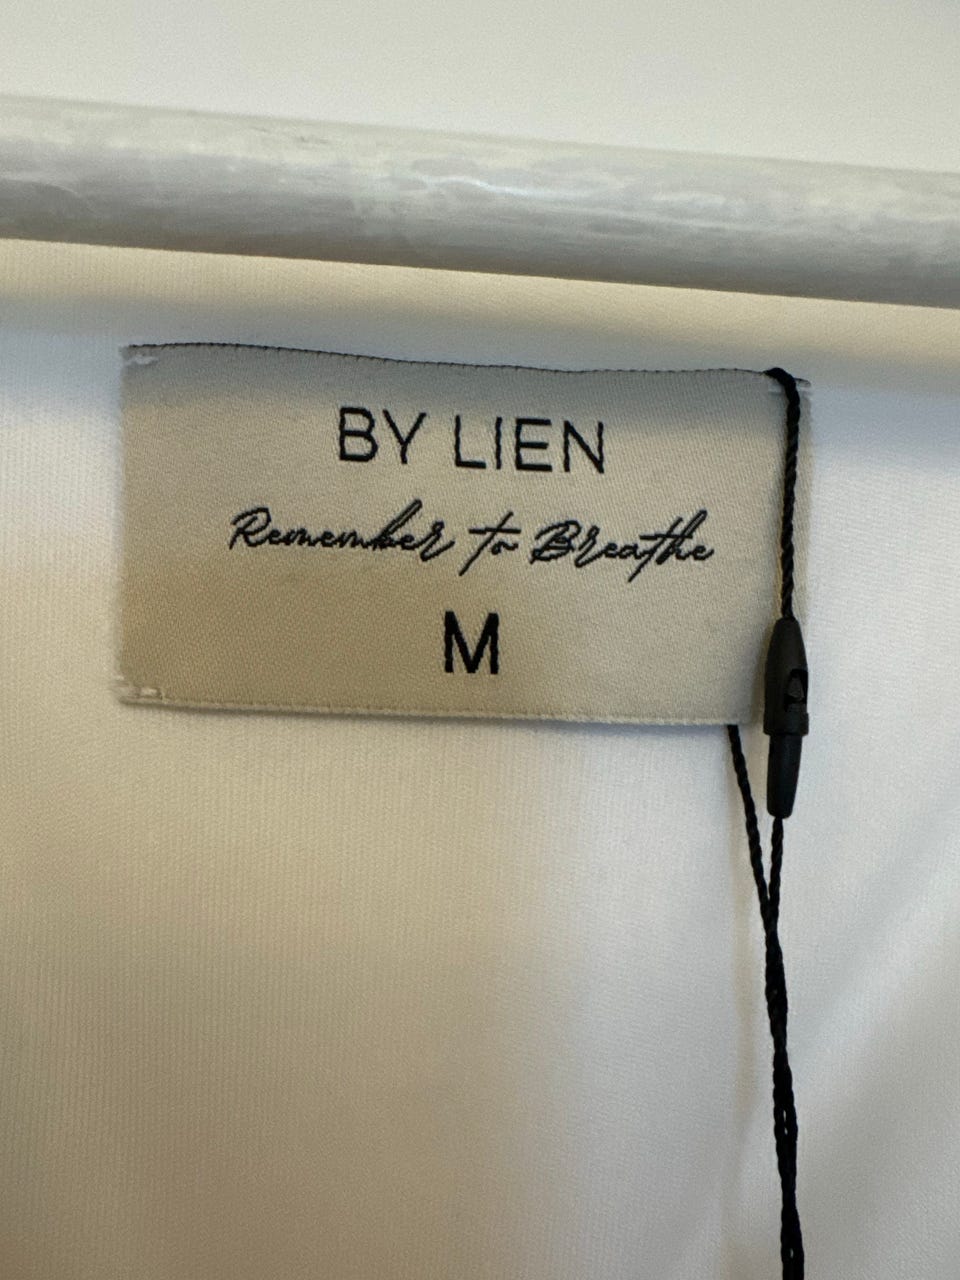 BY LIEN
Remember to Breathe
M